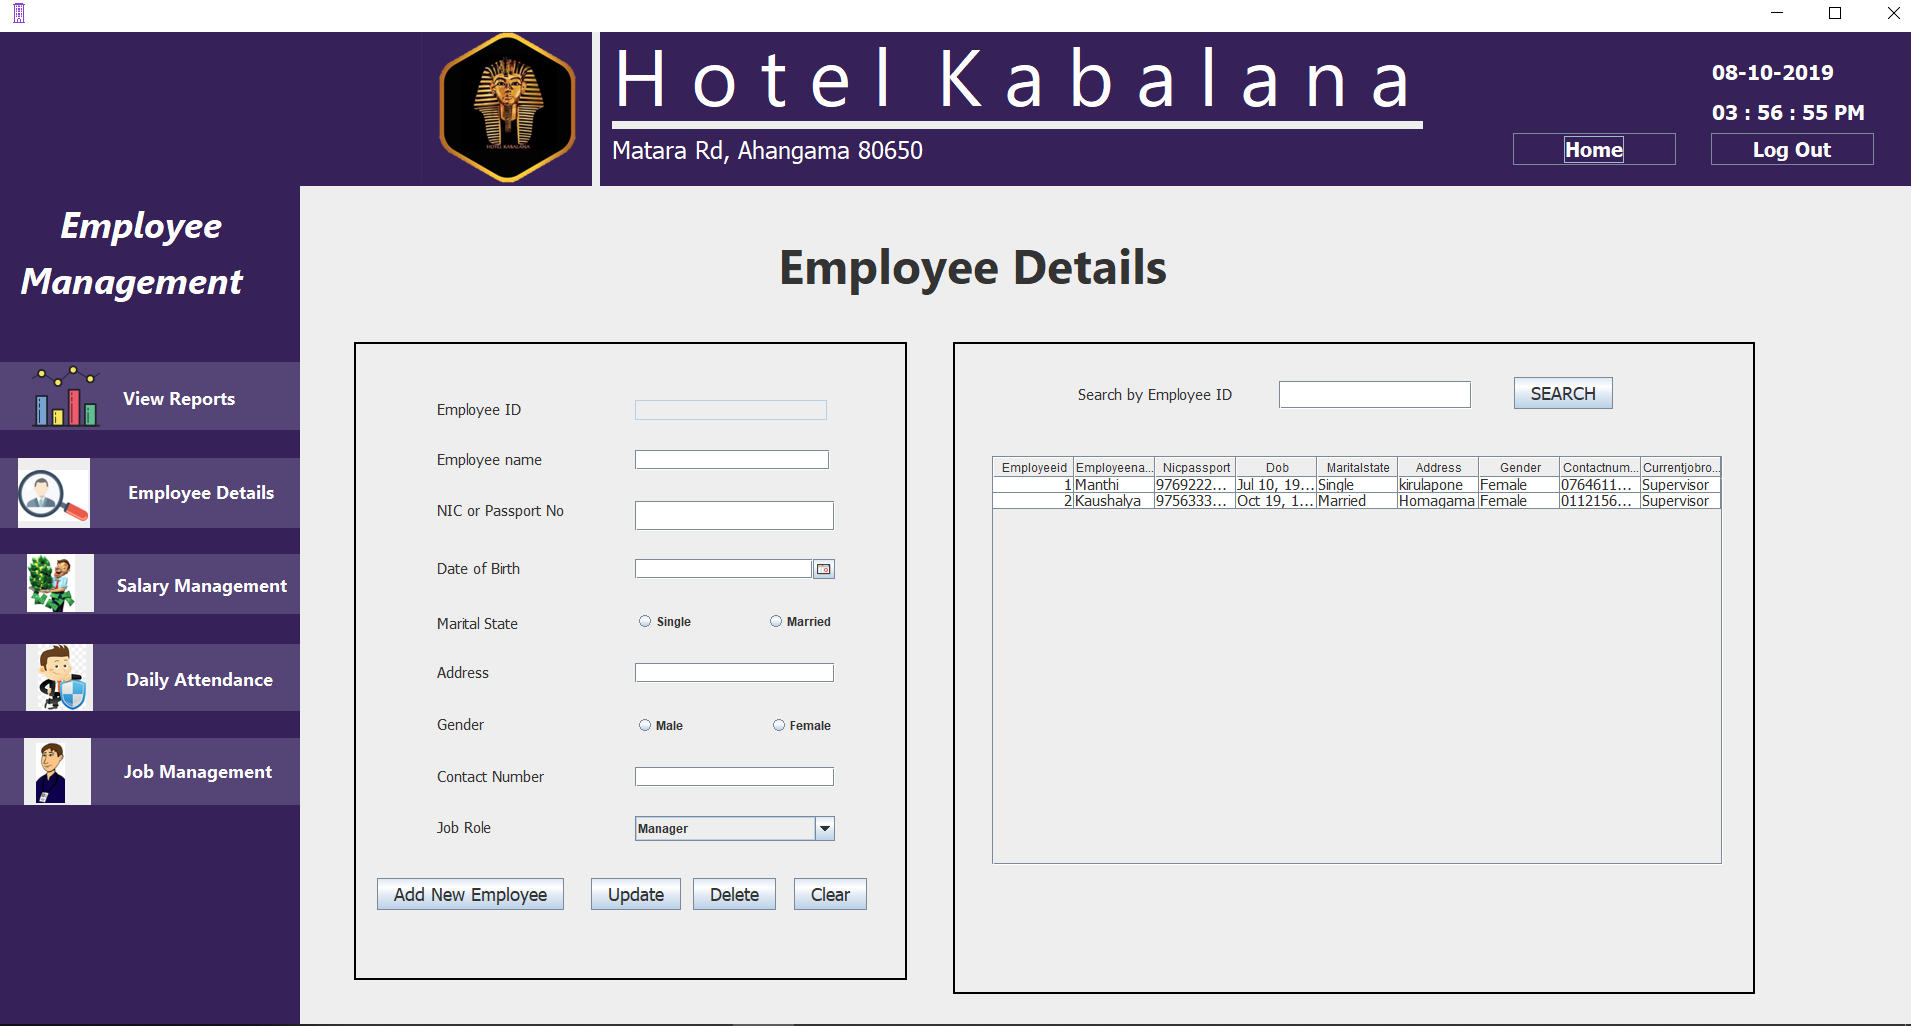 Hotel Kabalana
Matara Rd, Ahangama 80650
08-10-2019
03 : 56 : 55 PM
Home
Log Out
HOTEL KABALANA
Employee
Management
View Reports
Employee Details
Salary Management
Daily Attendance
Job Management
Employee Details
Employee ID
Employee name
NIC or Passport No
Date of Birth
Marital State Single Married
Address
Gender Male Female
Contact Number
Job Role Manager
Add New Employee Update Delete Clear
Search by Employee ID SEARCH
Employeeid Employeena... Nicpassport Dob Maritalstate Address Gender Contactnum... Currentjobro...
1 Manthi 9769222... Jul 10, 19... Single kirulapone Female 0764611... Supervisor
2 Kaushalya 9756333... Oct 19, 1... Married Homagama Female 0112156... Supervisor